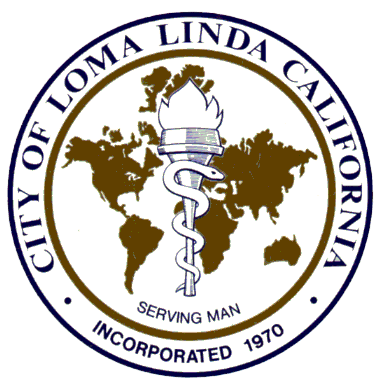 CITY OF LOMA LINDA CALIFORNIA
SERVING MAN
INCORPORATED 1970